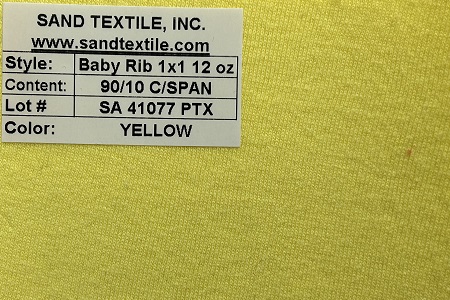 SAND TEXTILE, INC.
www.sandtextile.com
Style: Baby Rib 1x1 12 oz
Content: 90/10 C/SPAN
Lot # SA 41077 PTX
Color: YELLOW